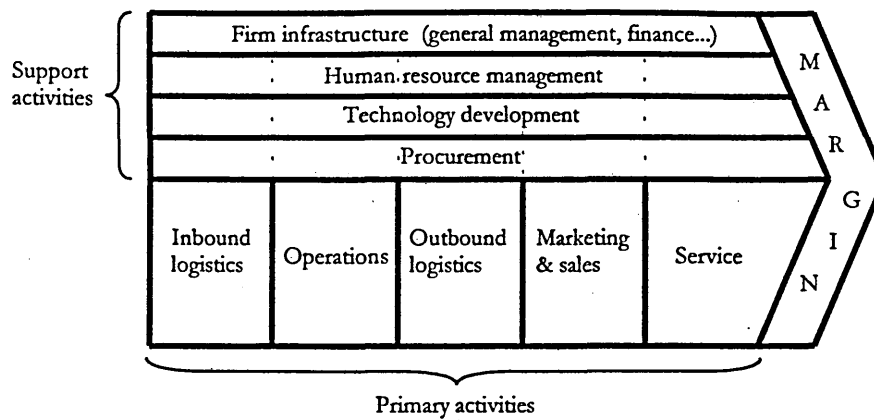 Firm infrastructure (general management, finance...)
Support
activities
Human resource management
Technology development
Procurement
Inbound
logistics
Operations
Outbound
logistics
Marketing
& sales
Service
MARGIN
Primary activities